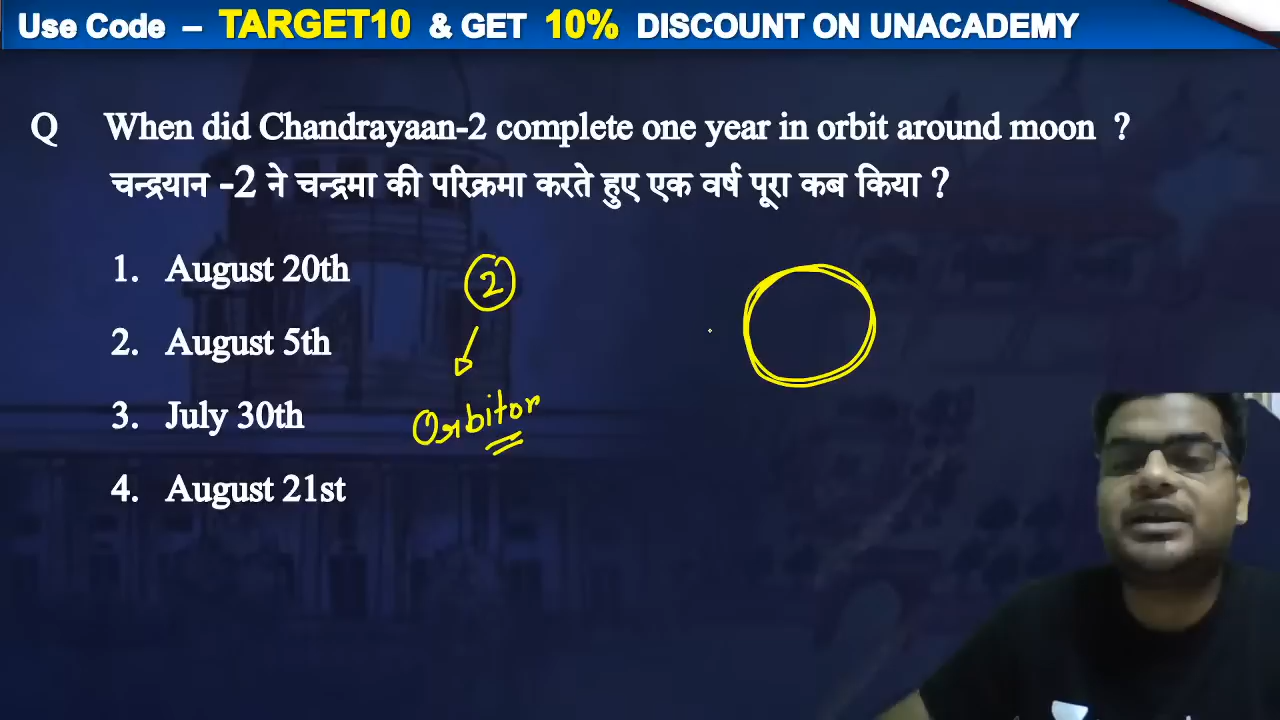 Use Code – TARGET10 & GET 10% DISCOUNT ON UNACADEMY
Q When did Chandrayaan-2 complete one year in orbit around moon ?
चन्द्रयान -2 ने चन्द्रमा की परिक्रमा करते हुए एक वर्ष पूरा कब किया ?
1. August 20th
2. August 5th
3. July 30th
4. August 21st
2
Orbitor